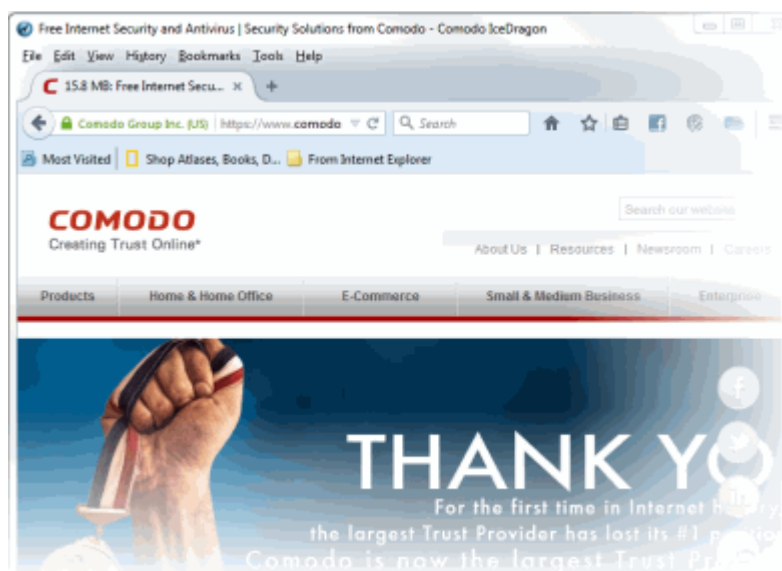 Free Internet Security and Antivirus | Security Solutions from Comodo - Comodo IceDragon
File Edit View History Bookmarks Tools Help
15.8 MB: Free Internet Secu... × +
Comodo Group Inc. (US) https://www.comodo Search
Most Visited Shop Atlases, Books, D... From Internet Explorer
Search our website
COMODO
Creating Trust Online®
About Us | Resources | Newsroom | Careers
Products Home & Home Office E-Commerce Small & Medium Business Enterprise
THANK YO
For the first time in Internet
the largest Trust Provider has lost its #1
Comodo is now the largest Trust